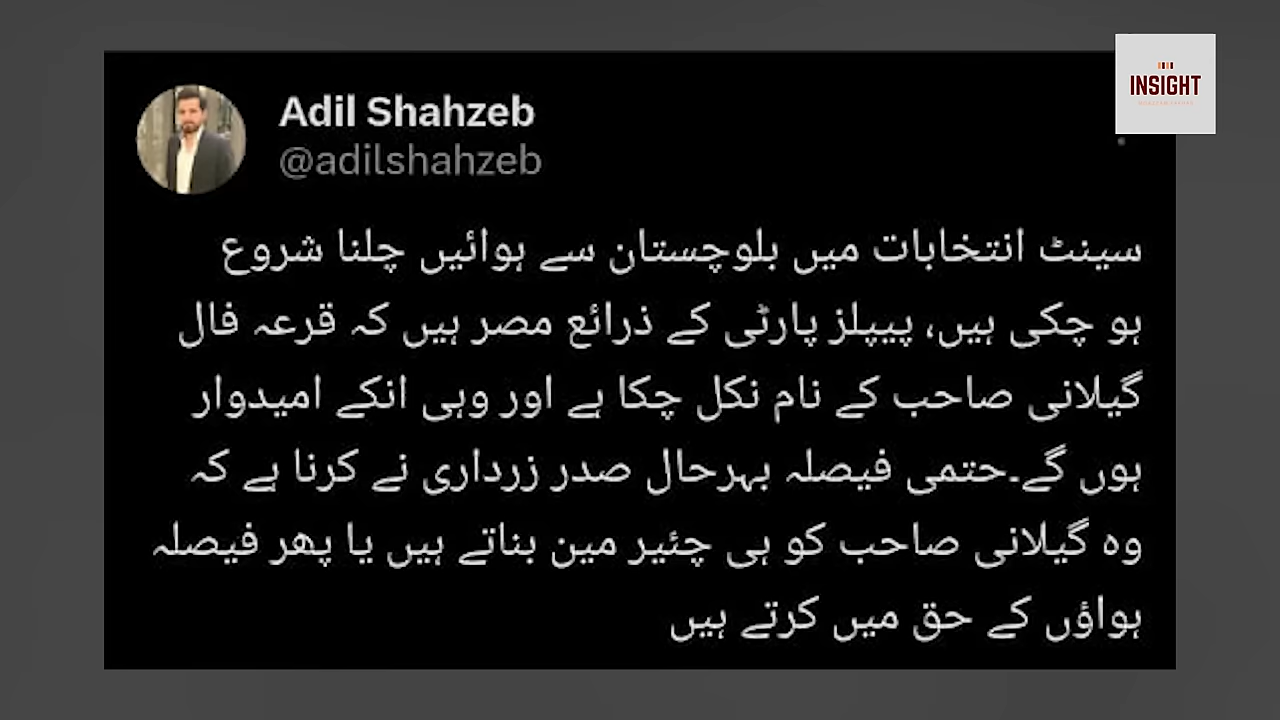 INSIGHT
Adil Shahzeb
@adilshahzeb
سینٹ انتخابات میں بلوچستان سے ہوائیں چلنا شروع
ہو چکی ہیں، پیپلز پارٹی کے ذرائع مصر ہیں کہ قرعہ فال
گیلانی صاحب کے نام نکل چکا ہے اور وہی انکے امیدوار
ہوں گے۔حتمی فیصلہ بہرحال صدر زرداری نے کرنا ہے کہ
وہ گیلانی صاحب کو ہی چئیر مین بناتے ہیں یا پھر فیصلہ
ہواؤں کے حق میں کرتے ہیں